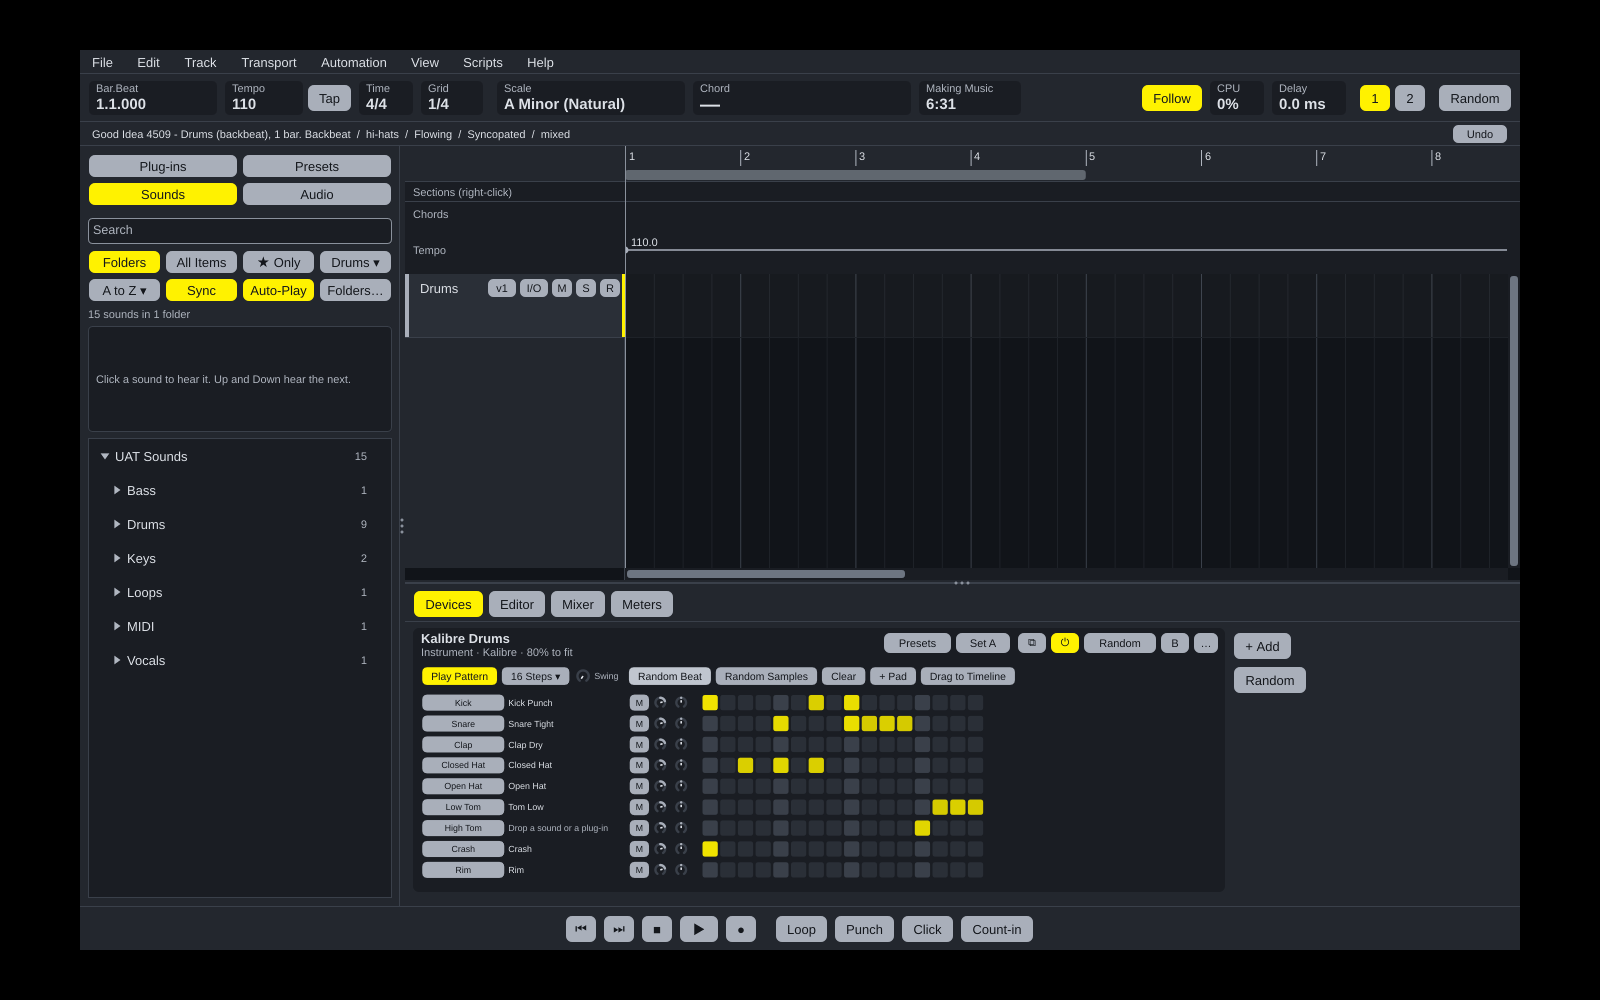 File Edit Track Transport Automation View Scripts Help
Bar.Beat Tempo Time Grid Scale Chord Making Music CPU Delay
1.1.000 110 Tap 4/4 1/4 A Minor (Natural) — 6:31 Follow 0% 0.0 ms 1 2 Random
Good Idea 4509 - Drums (backbeat), 1 bar. Backbeat / hi-hats / Flowing / Syncopated / mixed Undo
Plug-ins Presets
Sounds Audio
Search
Folders All Items ★ Only Drums ▾
A to Z ▾ Sync Auto-Play Folders…
15 sounds in 1 folder
Click a sound to hear it. Up and Down hear the next.
UAT Sounds 15
Bass 1
Drums 9
Keys 2
Loops 1
MIDI 1
Vocals 1
1 2 3 4 5 6 7 8
Sections (right-click)
Chords
Tempo 110.0
Drums v1 I/O M S R
Devices Editor Mixer Meters
Kalibre Drums
Instrument · Kalibre · 80% to fit
Presets Set A Random B …
+ Add
Random
Play Pattern 16 Steps ▾ Swing Random Beat Random Samples Clear + Pad Drag to Timeline
Kick Kick Punch M
Snare Snare Tight M
Clap Clap Dry M
Closed Hat Closed Hat M
Open Hat Open Hat M
Low Tom Tom Low M
High Tom Drop a sound or a plug-in M
Crash Crash M
Rim Rim M
Loop Punch Click Count-in